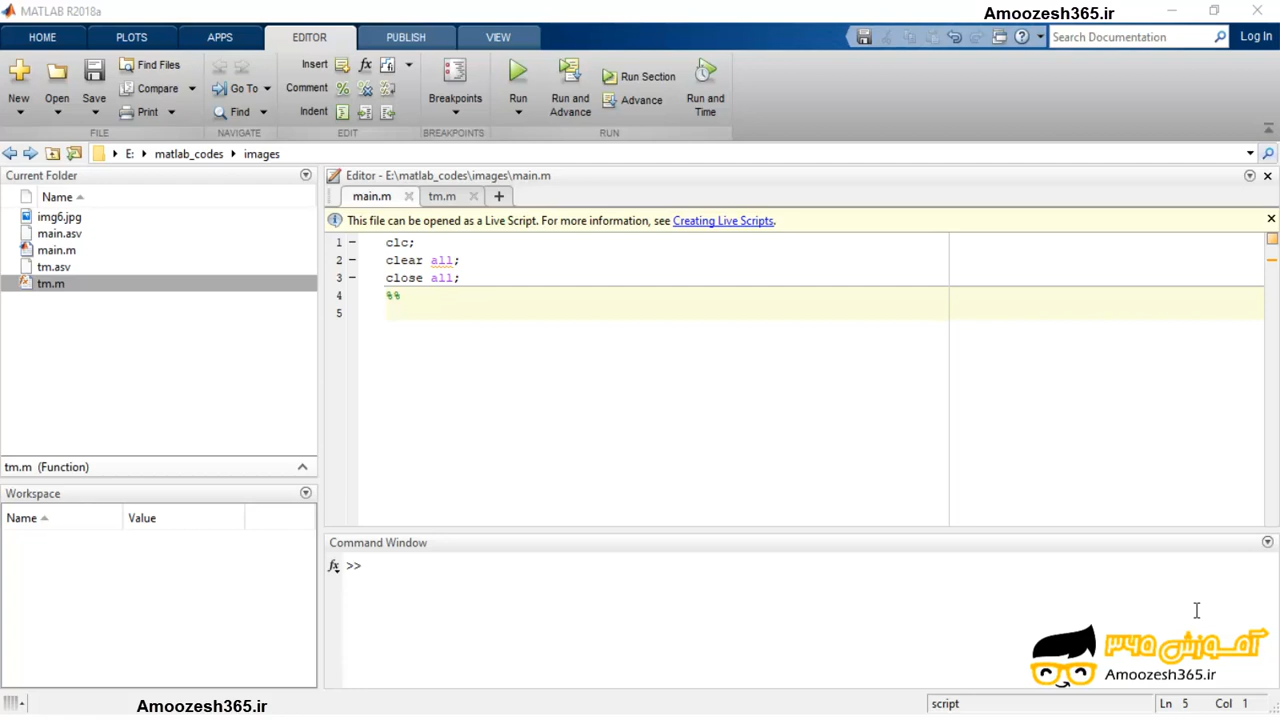 MATLAB R2018a
Amoozesh365.ir
HOME PLOTS APPS EDITOR PUBLISH VIEW
Search Documentation
Log In
New
Open
Save
Find Files
Compare
Print
FILE
Go To
Find
NAVIGATE
Insert
Comment
Indent
EDIT
Breakpoints
BREAKPOINTS
Run
Run and Advance
Run Section
Advance
Run and Time
RUN
E: matlab_codes images
Current Folder
Name
img6.jpg
main.asv
main.m
tm.asv
tm.m
tm.m (Function)
Workspace
Name Value
Editor - E:\matlab_codes\images\main.m
main.m tm.m
This file can be opened as a Live Script. For more information, see Creating Live Scripts.
1 clc;
2 clear all;
3 close all;
4 %%
5
Command Window
fx >>
آموزش ۳۶۵
Amoozesh365.ir
Amoozesh365.ir
script
Ln 5 Col 1